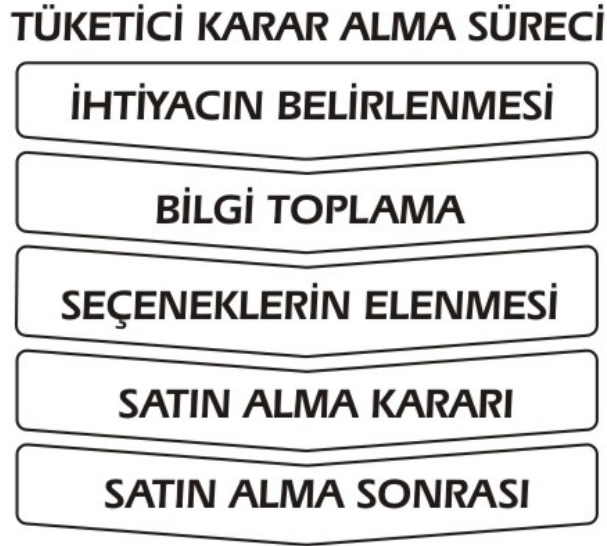 TÜKETİCİ KARAR ALMA SÜRECİ
İHTİYACIN BELİRLENMESİ
BİLGİ TOPLAMA
SEÇENEKLERİN ELENMESİ
SATIN ALMA KARARI
SATIN ALMA SONRASI